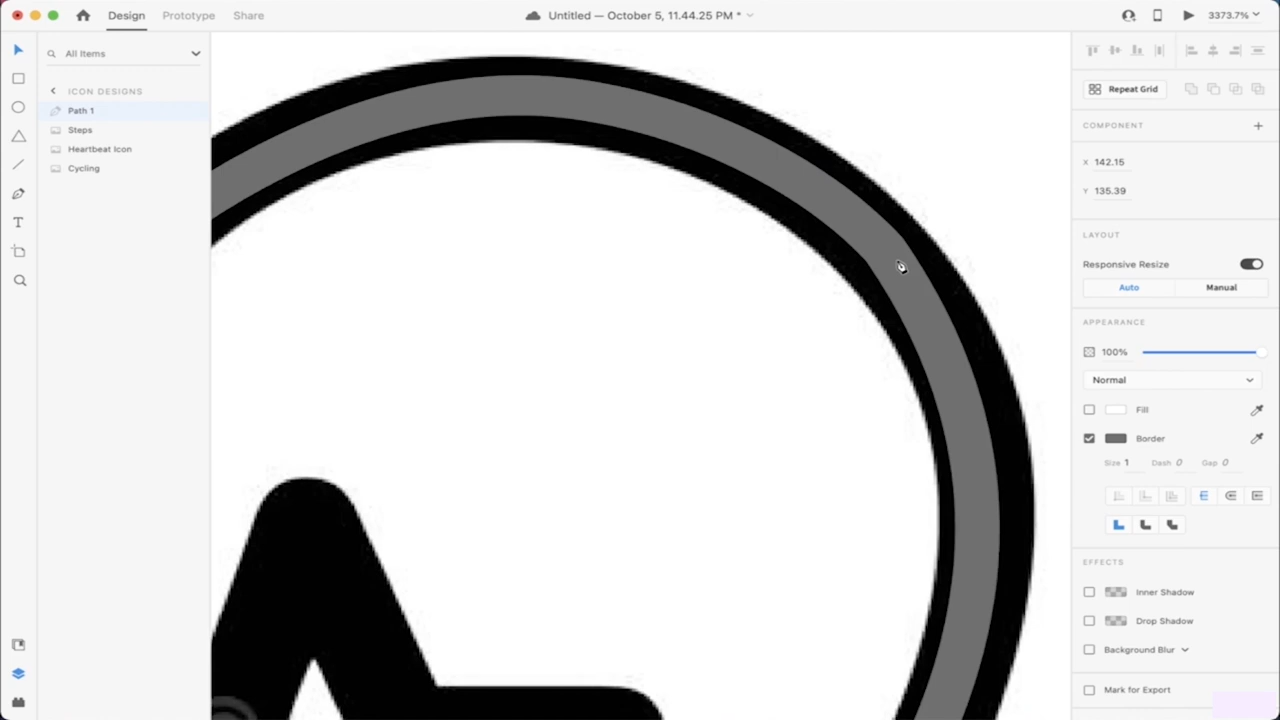 Design Prototype Share Untitled — October 5, 11.44.25 PM * 3373.7%
All Items
ICON DESIGNS
Path 1
Steps
Heartbeat Icon
Cycling
T
Repeat Grid
COMPONENT
X 142.15
Y 135.39
LAYOUT
Responsive Resize
Auto Manual
APPEARANCE
100%
Normal
Fill
Border
Size 1 Dash 0 Gap 0
EFFECTS
Inner Shadow
Drop Shadow
Background Blur
Mark for Export